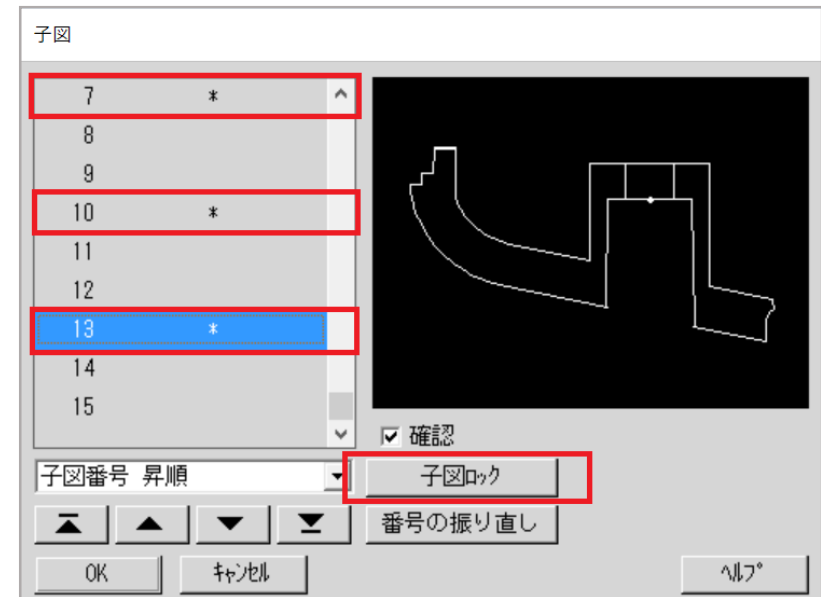 子図
7 *
8
9
10 *
11
12
13 *
14
15
確認
子図番号 昇順
子図ﾛｯｸ
番号の振り直し
OK
ｷｬﾝｾﾙ
ﾍﾙﾌﾟ